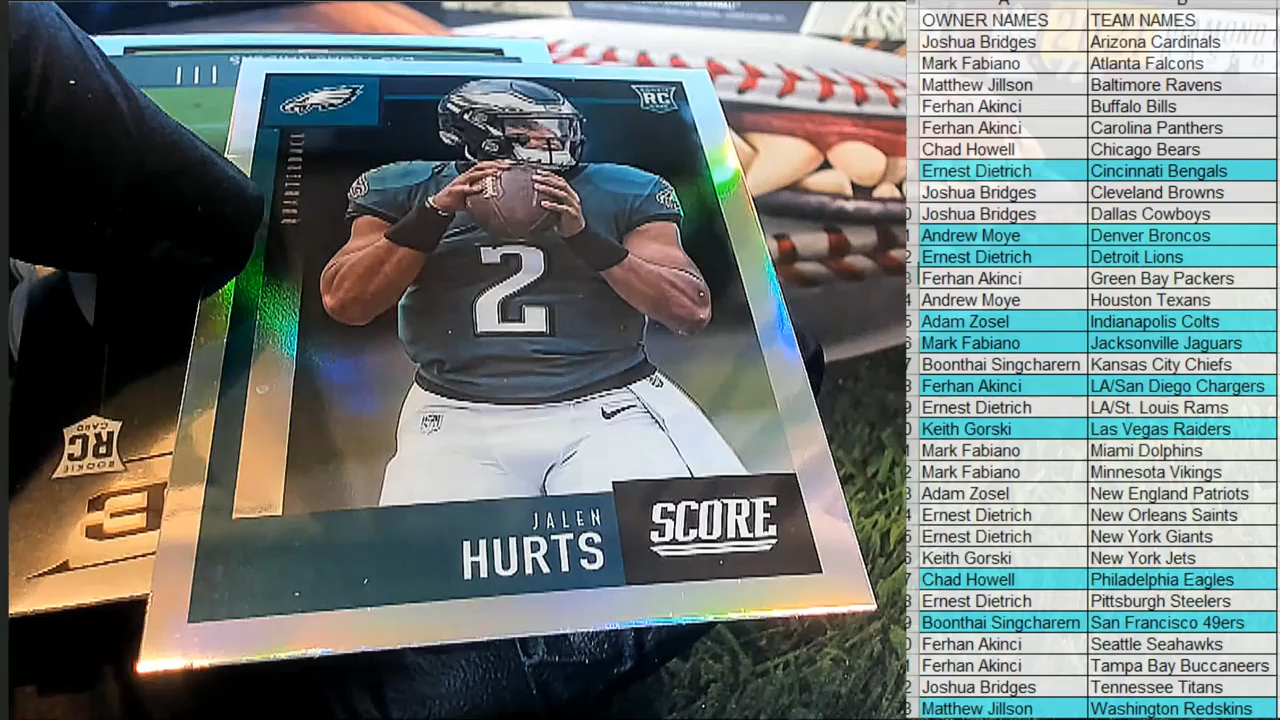 RC
QUARTERBACK
2
JALEN
HURTS
SCORE
ROOKIE
CARD
RC
OWNER NAMES TEAM NAMES
Joshua Bridges Arizona Cardinals
Mark Fabiano Atlanta Falcons
Matthew Jillson Baltimore Ravens
Ferhan Akinci Buffalo Bills
Ferhan Akinci Carolina Panthers
Chad Howell Chicago Bears
Ernest Dietrich Cincinnati Bengals
Joshua Bridges Cleveland Browns
Joshua Bridges Dallas Cowboys
Andrew Moye Denver Broncos
Ernest Dietrich Detroit Lions
Ferhan Akinci Green Bay Packers
Andrew Moye Houston Texans
Adam Zosel Indianapolis Colts
Mark Fabiano Jacksonville Jaguars
Boonthai Singcharern Kansas City Chiefs
Ferhan Akinci LA/San Diego Chargers
Ernest Dietrich LA/St. Louis Rams
Keith Gorski Las Vegas Raiders
Mark Fabiano Miami Dolphins
Mark Fabiano Minnesota Vikings
Adam Zosel New England Patriots
Ernest Dietrich New Orleans Saints
Ernest Dietrich New York Giants
Keith Gorski New York Jets
Chad Howell Philadelphia Eagles
Ernest Dietrich Pittsburgh Steelers
Boonthai Singcharern San Francisco 49ers
Ferhan Akinci Seattle Seahawks
Ferhan Akinci Tampa Bay Buccaneers
Joshua Bridges Tennessee Titans
Matthew Jillson Washington Redskins